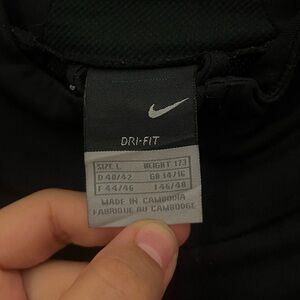 DRI-FIT
SIZE L HEIGHT 173
D 40/42 GB 14/16
F 44/46 I 46/48
MADE IN CAMBODIA
FABRIQUE AU CAMBODGE